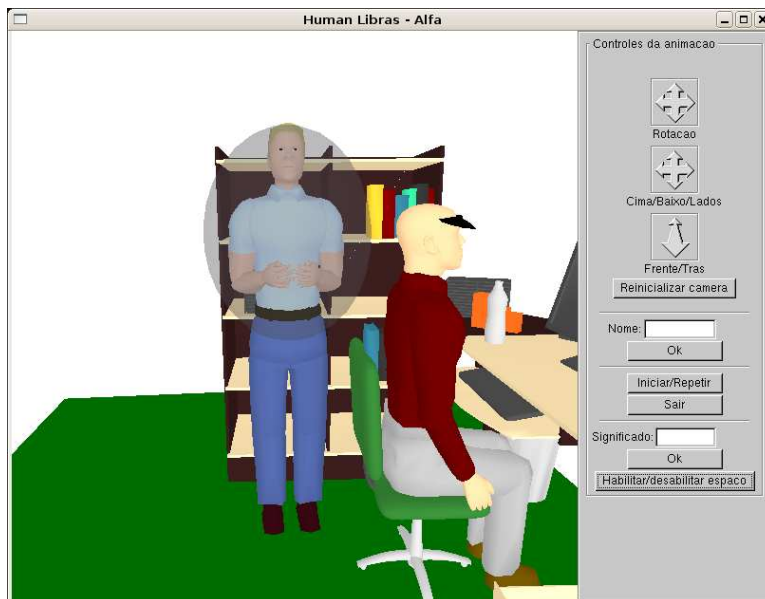 Human Libras - Alfa
Controles da animacao
Rotacao
Cima/Baixo/Lados
Frente/Tras
Reinicializar camera
Nome:
Ok
Iniciar/Repetir
Sair
Significado:
Ok
Habilitar/desabilitar espaco